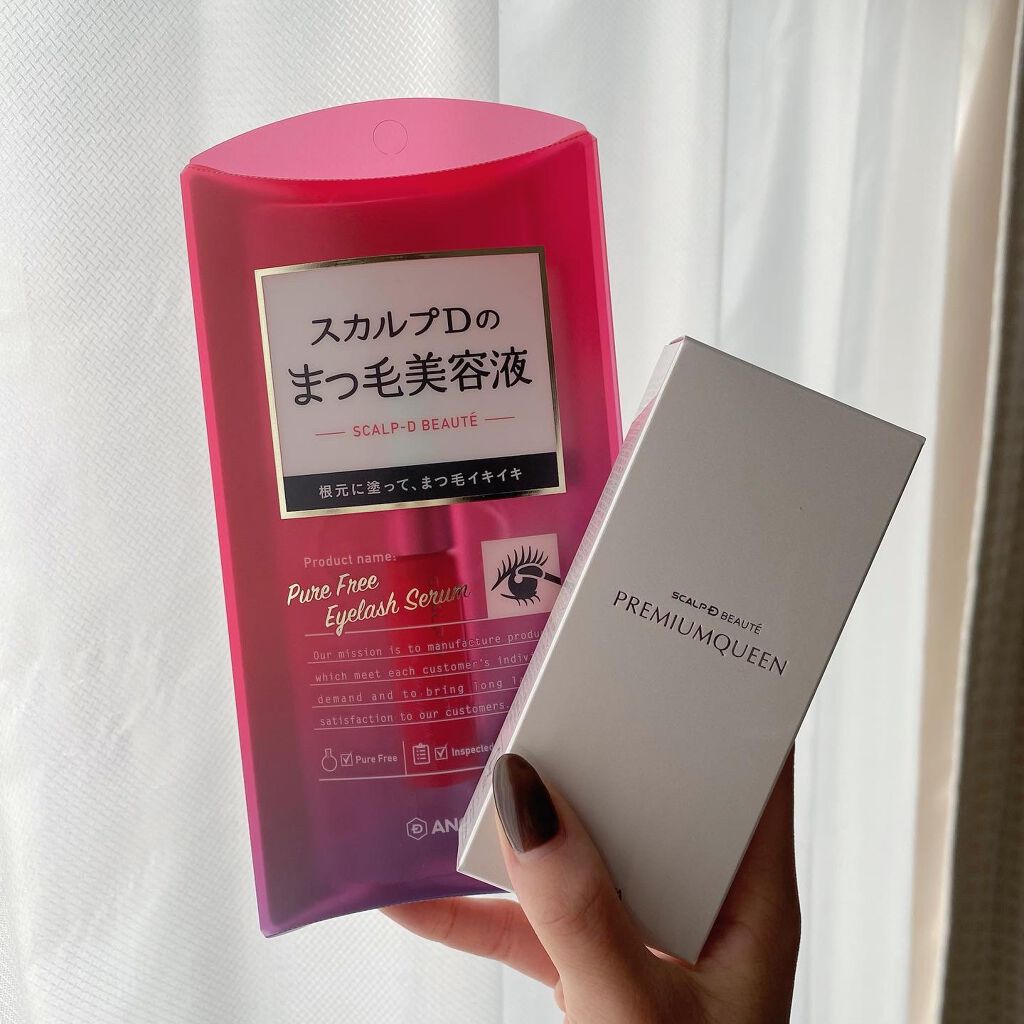 スカルプDの
まつ毛美容液
SCALP-D BEAUTÉ
根元に塗って、まつ毛イキイキ
Product name:
Pure Free
Eyelash Serum
Our mission is to manufacture
which meet each customer's
demand and to bring long
satisfaction to our customers.
Pure Free
Inspected
SCALP-D BEAUTÉ
PREMIUMQUEEN